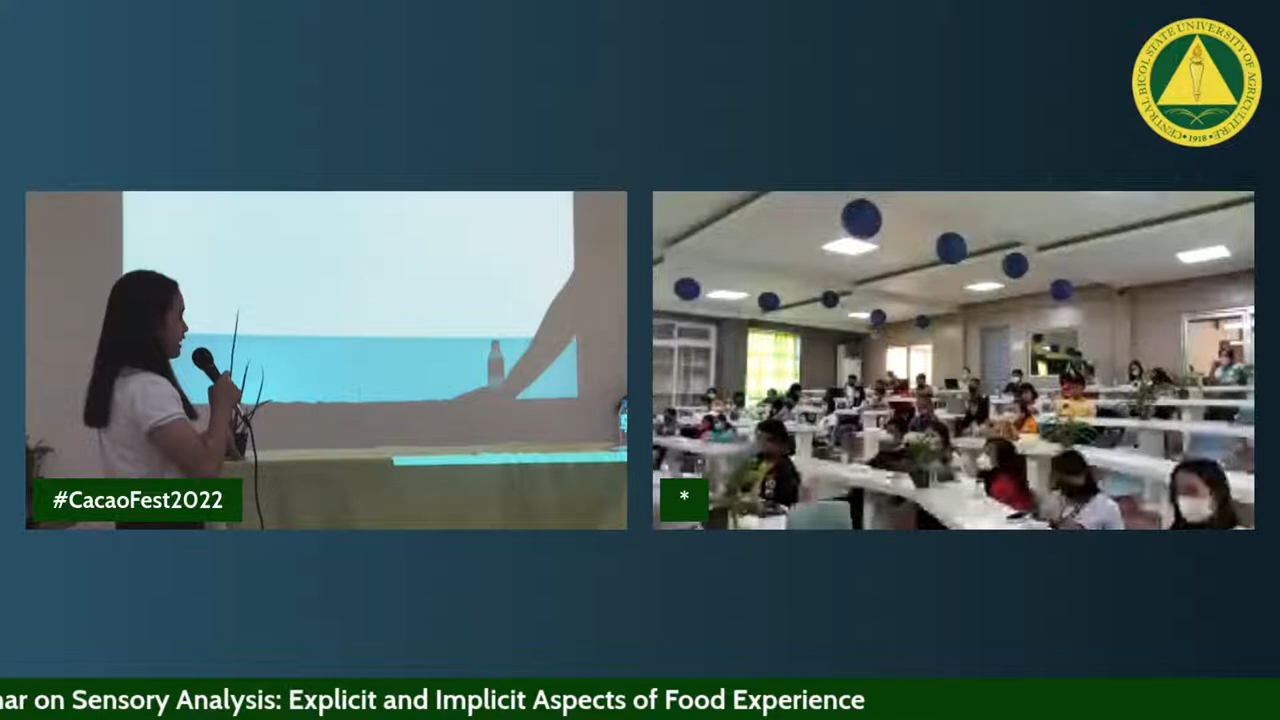 CENTRAL BICOL STATE UNIVERSITY OF AGRICULTURE
• 1918 •
#CacaoFest2022
*
nar on Sensory Analysis: Explicit and Implicit Aspects of Food Experience